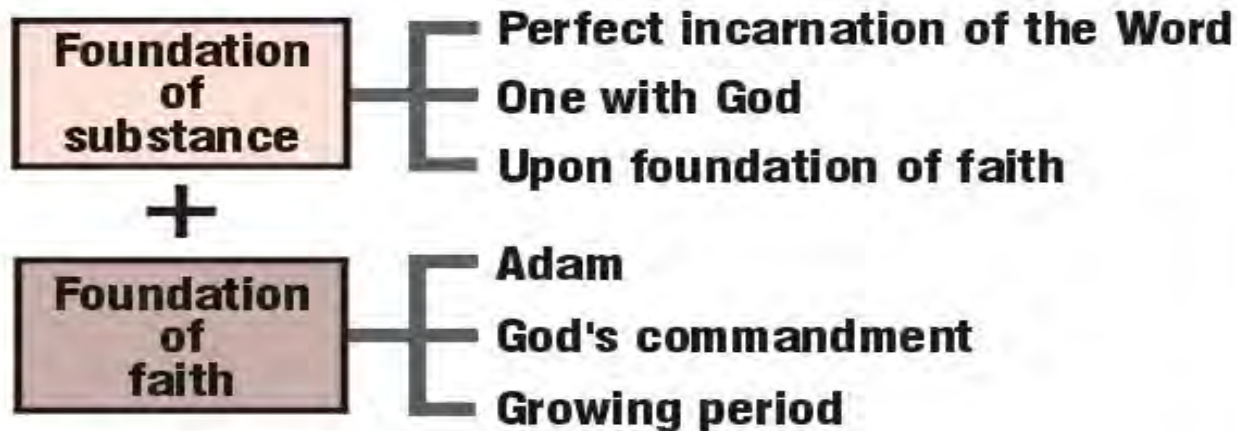 Foundation
of
substance
Perfect incarnation of the Word
One with God
Upon foundation of faith
+
Foundation
of
faith
Adam
God's commandment
Growing period